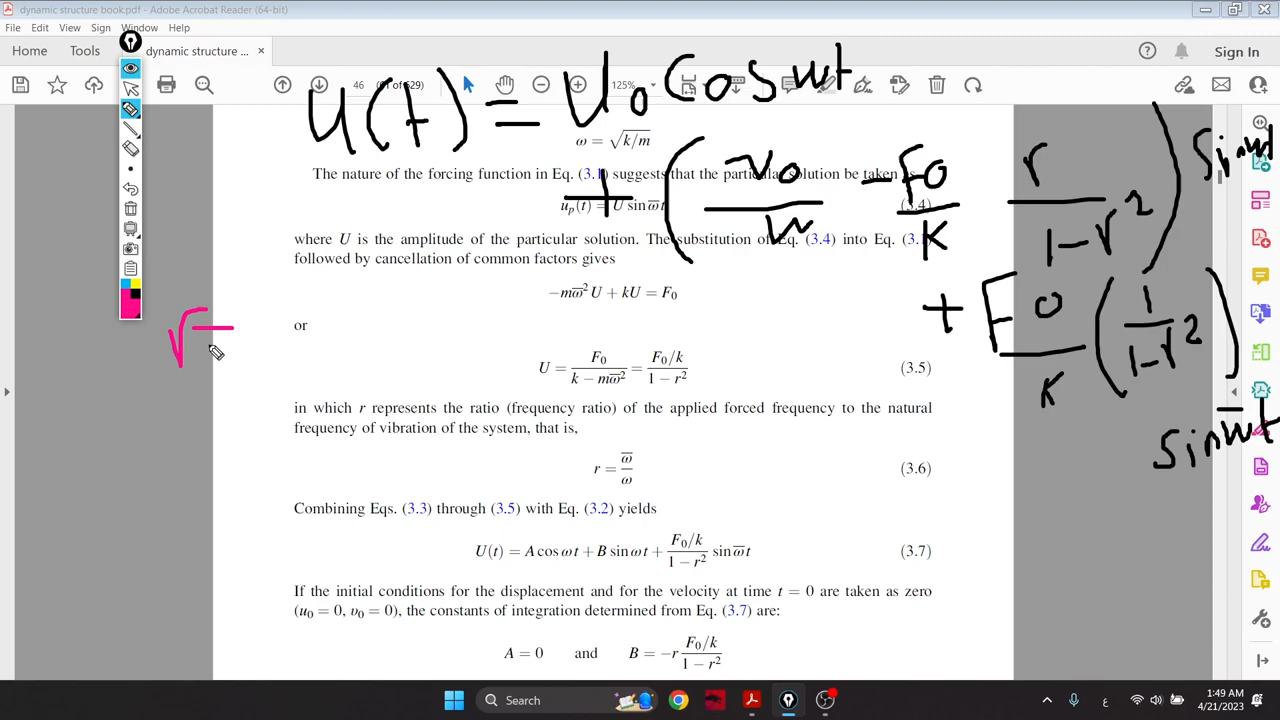 dynamic structure book.pdf - Adobe Acrobat Reader (64-bit)
File Edit View Sign Window Help
Home Tools dynamic structure ... × Sign In
46 of 529) 125%
u(t) = U₀ Cosωt
ω = √k/m
The nature of the forcing function in Eq. (3.1) suggests that the particular solution be taken as
+ (v₀/w − F₀/K r/1−r²) Sinwt
uₚ(t) = U sin ω̅t (3.4)
where U is the amplitude of the particular solution. The substitution of Eq. (3.4) into Eq. (3.1)
followed by cancellation of common factors gives
−mω̅²U + kU = F₀
+ F₀/K (1/1−r²) sinw̅t
√
or
U = F₀/k − mω̅² = F₀/k/1 − r² (3.5)
in which r represents the ratio (frequency ratio) of the applied forced frequency to the natural
frequency of vibration of the system, that is,
r = ω̅/ω (3.6)
Combining Eqs. (3.3) through (3.5) with Eq. (3.2) yields
U(t) = A cos ωt + B sin ωt + F₀/k/1 − r² sin ω̅t (3.7)
If the initial conditions for the displacement and for the velocity at time t = 0 are taken as zero
(u₀ = 0, v₀ = 0), the constants of integration determined from Eq. (3.7) are:
A = 0 and B = −r F₀/k/1 − r²
Search
ع
1:49 AM
4/21/2023